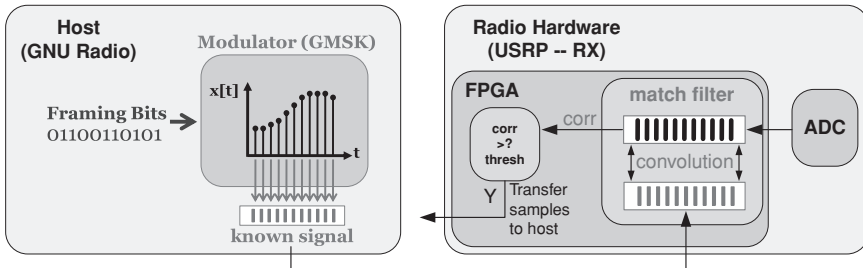 Host
(GNU Radio)
Modulator (GMSK)
x[t]
t
Framing Bits
01100110101
known signal
Radio Hardware
(USRP -- RX)
FPGA
match filter
corr
>?
thresh
corr
convolution
ADC
Y
Transfer
samples
to host